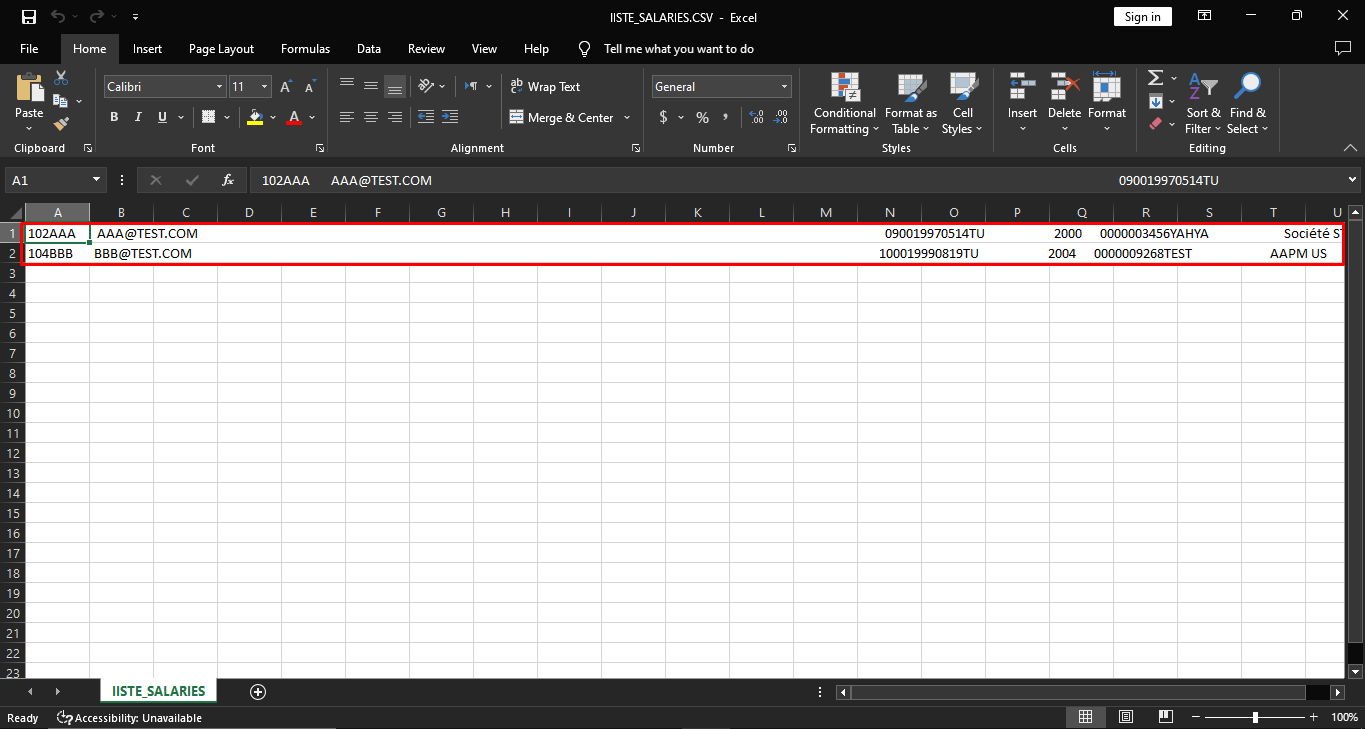 IISTE_SALARIES.CSV - Excel
Sign in
File Home Insert Page Layout Formulas Data Review View Help Tell me what you want to do
Calibri 11 ab Wrap Text General Conditional Format as Cell Insert Delete Format Sort & Find &
Paste B I U A Merge & Center $ % , Formatting Table Styles Filter Select
Clipboard Font Alignment Number Styles Cells Editing
A1 fx 102AAA AAA@TEST.COM 090019970514TU
A B C D E F G H I J K L M N O P Q R S T U
1 102AAA AAA@TEST.COM 090019970514TU 2000 0000003456YAHYA Société ST
2 104BBB BBB@TEST.COM 100019990819TU 2004 0000009268TEST AAPM US
3
4
5
6
7
8
9
10
11
12
13
14
15
16
17
18
19
20
21
22
23
IISTE_SALARIES
Ready Accessibility: Unavailable 100%